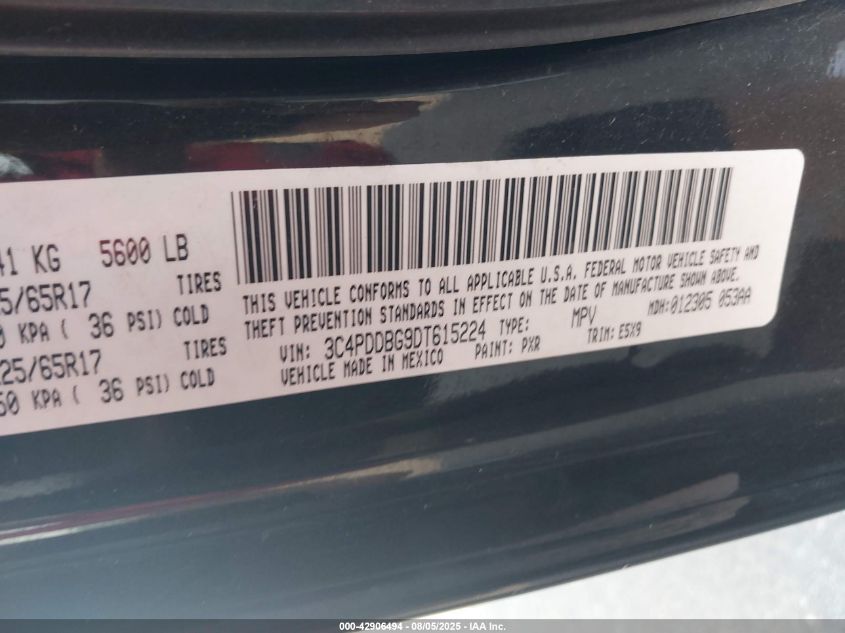 41 KG 5600 LB
25/65R17 TIRES
KPA ( 36 PSI) COLD
225/65R17 TIRES
50 KPA ( 36 PSI) COLD
THIS VEHICLE CONFORMS TO ALL APPLICABLE U.S.A. FEDERAL MOTOR VEHICLE SAFETY AND
THEFT PREVENTION STANDARDS IN EFFECT ON THE DATE OF MANUFACTURE SHOWN ABOVE.
MDH:012305 053AA
VIN: 3C4PDDBG9DT615224 TYPE: MPV
VEHICLE MADE IN MEXICO PAINT: PXR TRIM: E5X9
000-42906494 - 08/05/2025 - IAA Inc.